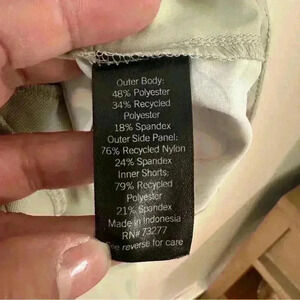 Outer Body:
48% Polyester
34% Recycled
Polyester
18% Spandex
Outer Side Panel:
76% Recycled Nylon
24% Spandex
Inner Shorts:
79% Recycled
Polyester
21% Spandex
Made in Indonesia
RN# 73277
See reverse for care